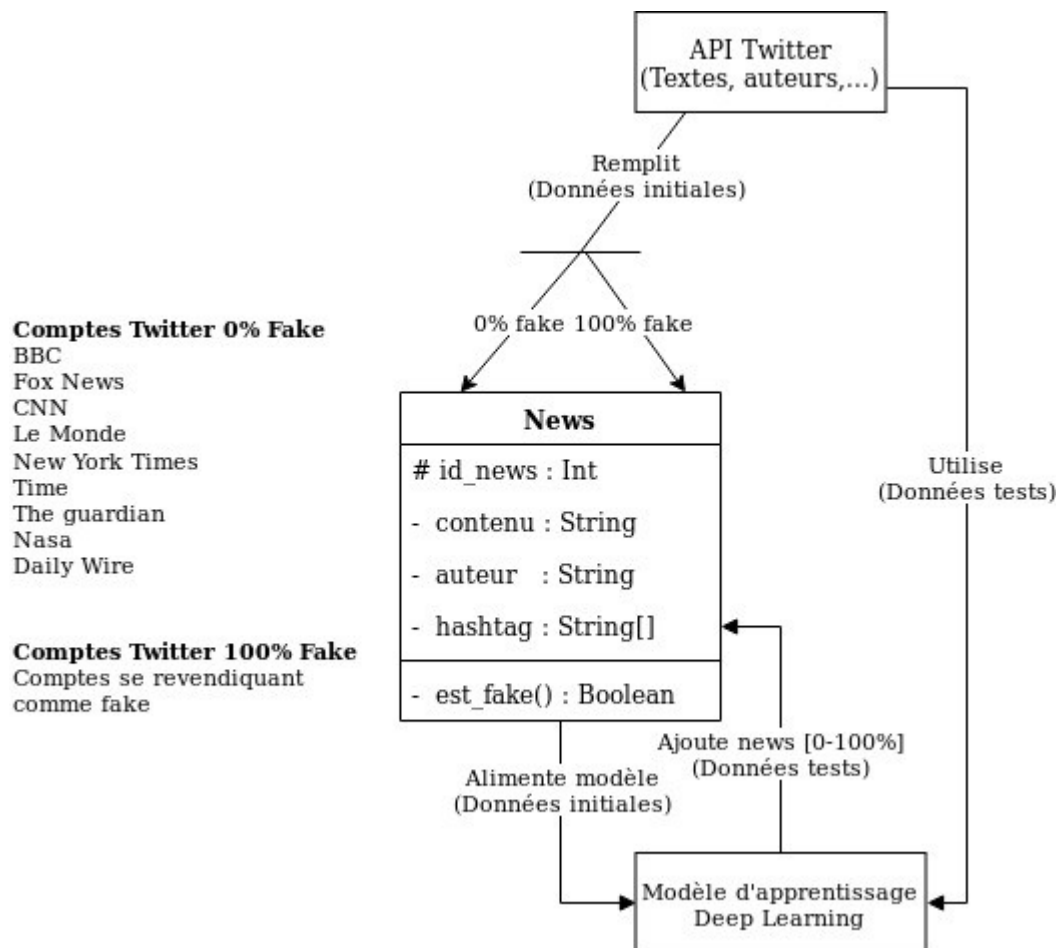 API Twitter
(Textes, auteurs,...)
Remplit
(Données initiales)
0% fake 100% fake
Comptes Twitter 0% Fake
BBC
Fox News
CNN
Le Monde
New York Times
Time
The guardian
Nasa
Daily Wire
Comptes Twitter 100% Fake
Comptes se revendiquant
comme fake
News
# id_news : Int
- contenu : String
- auteur : String
- hashtag : String[]
- est_fake() : Boolean
Utilise
(Données tests)
Ajoute news [0-100%]
(Données tests)
Alimente modèle
(Données initiales)
Modèle d'apprentissage
Deep Learning